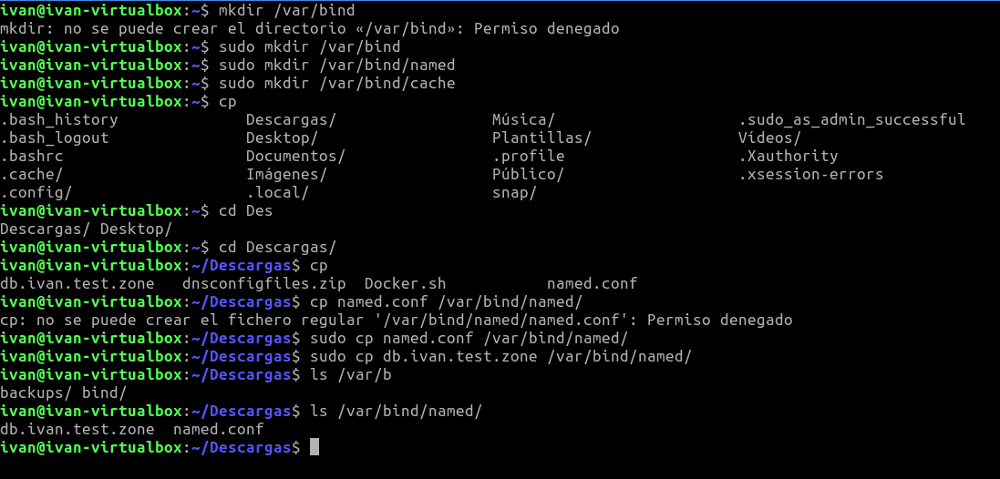 ivan@ivan-virtualbox:~$ mkdir /var/bind
mkdir: no se puede crear el directorio «/var/bind»: Permiso denegado
ivan@ivan-virtualbox:~$ sudo mkdir /var/bind
ivan@ivan-virtualbox:~$ sudo mkdir /var/bind/named
ivan@ivan-virtualbox:~$ sudo mkdir /var/bind/cache
ivan@ivan-virtualbox:~$ cp
.bash_history Descargas/ Música/ .sudo_as_admin_successful
.bash_logout Desktop/ Plantillas/ Vídeos/
.bashrc Documentos/ .profile .Xauthority
.cache/ Imágenes/ Público/ .xsession-errors
.config/ .local/ snap/
ivan@ivan-virtualbox:~$ cd Des
Descargas/ Desktop/
ivan@ivan-virtualbox:~$ cd Descargas/
ivan@ivan-virtualbox:~/Descargas$ cp
db.ivan.test.zone dnsconfigfiles.zip Docker.sh named.conf
ivan@ivan-virtualbox:~/Descargas$ cp named.conf /var/bind/named/
cp: no se puede crear el fichero regular '/var/bind/named/named.conf': Permiso denegado
ivan@ivan-virtualbox:~/Descargas$ sudo cp named.conf /var/bind/named/
ivan@ivan-virtualbox:~/Descargas$ sudo cp db.ivan.test.zone /var/bind/named/
ivan@ivan-virtualbox:~/Descargas$ ls /var/b
backups/ bind/
ivan@ivan-virtualbox:~/Descargas$ ls /var/bind/named/
db.ivan.test.zone named.conf
ivan@ivan-virtualbox:~/Descargas$